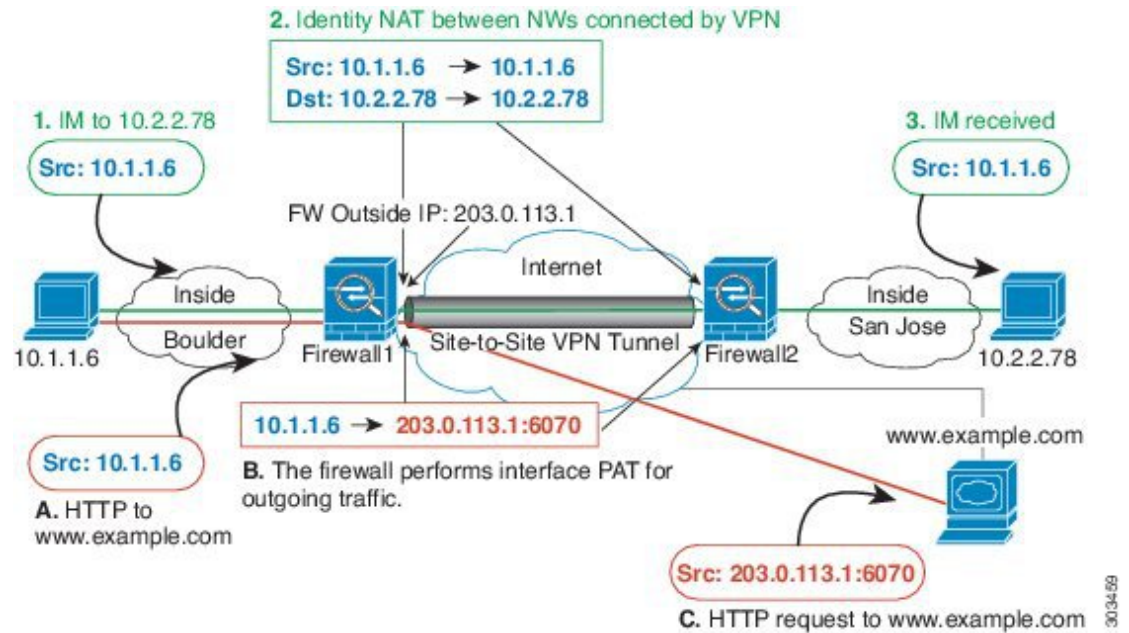 2. Identity NAT between NWs connected by VPN
Src: 10.1.1.6 → 10.1.1.6
Dst: 10.2.2.78 → 10.2.2.78
1. IM to 10.2.2.78
Src: 10.1.1.6
3. IM received
Src: 10.1.1.6
FW Outside IP: 203.0.113.1
Internet
Inside
Boulder
Inside
San Jose
10.1.1.6
Firewall1
Site-to-Site VPN Tunnel
Firewall2
10.2.2.78
10.1.1.6 → 203.0.113.1:6070
www.example.com
Src: 10.1.1.6
B. The firewall performs interface PAT for
outgoing traffic.
A. HTTP to
www.example.com
Src: 203.0.113.1:6070
C. HTTP request to www.example.com
303459